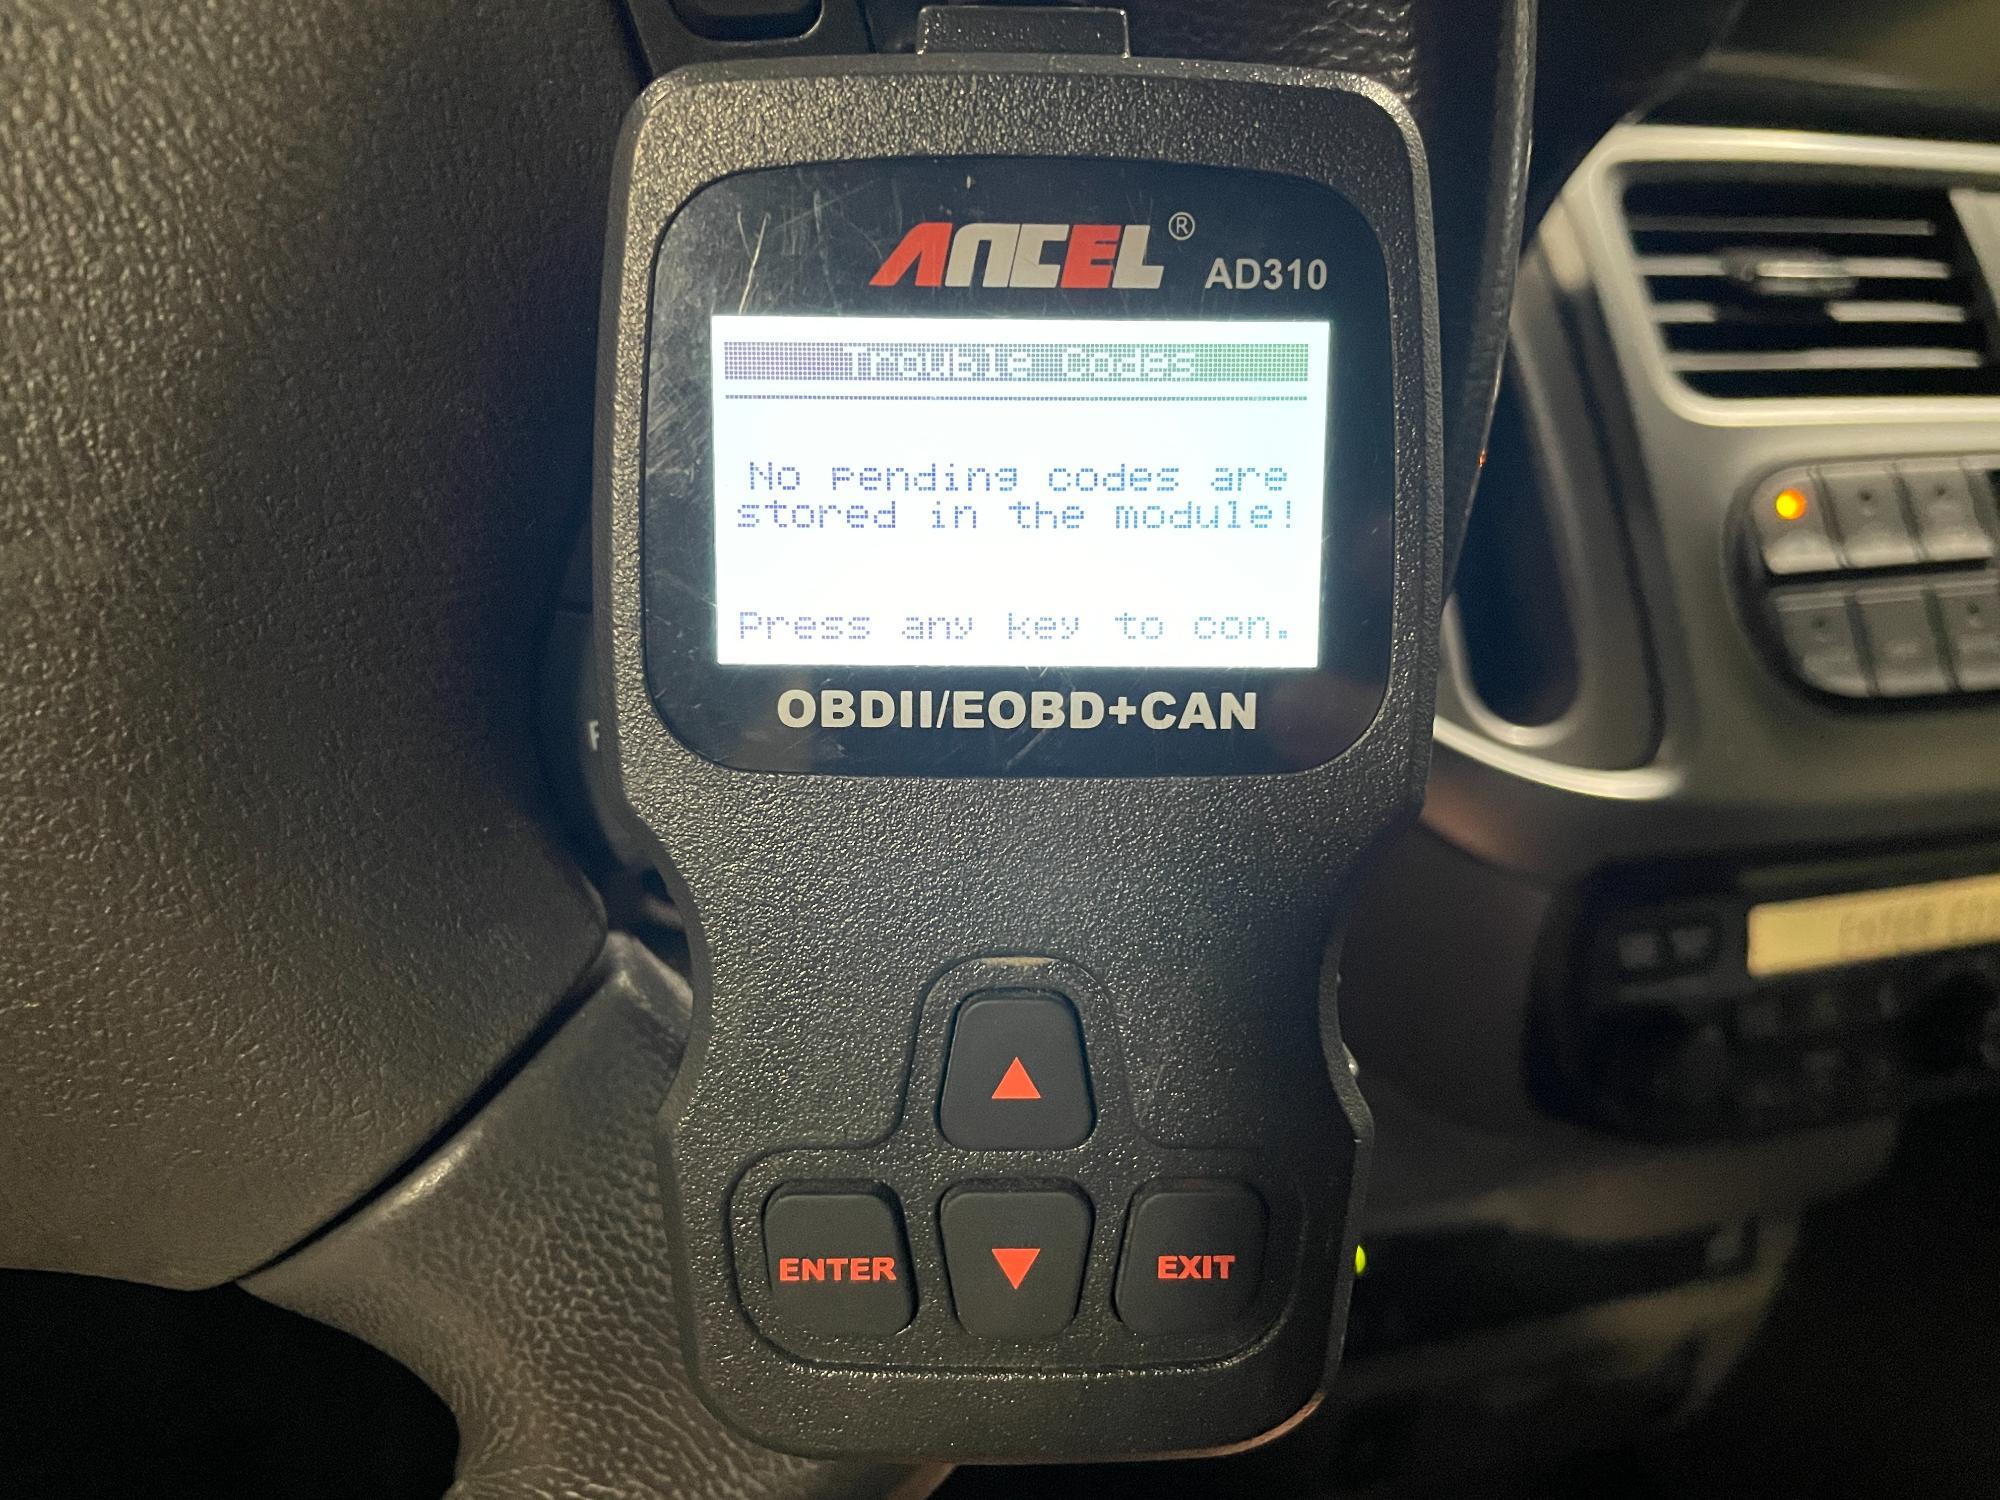 ANCEL® AD310
Trouble Codes
No pending codes are
stored in the module!
Press any key to con.
OBDII/EOBD+CAN
ENTER
EXIT
ENTER